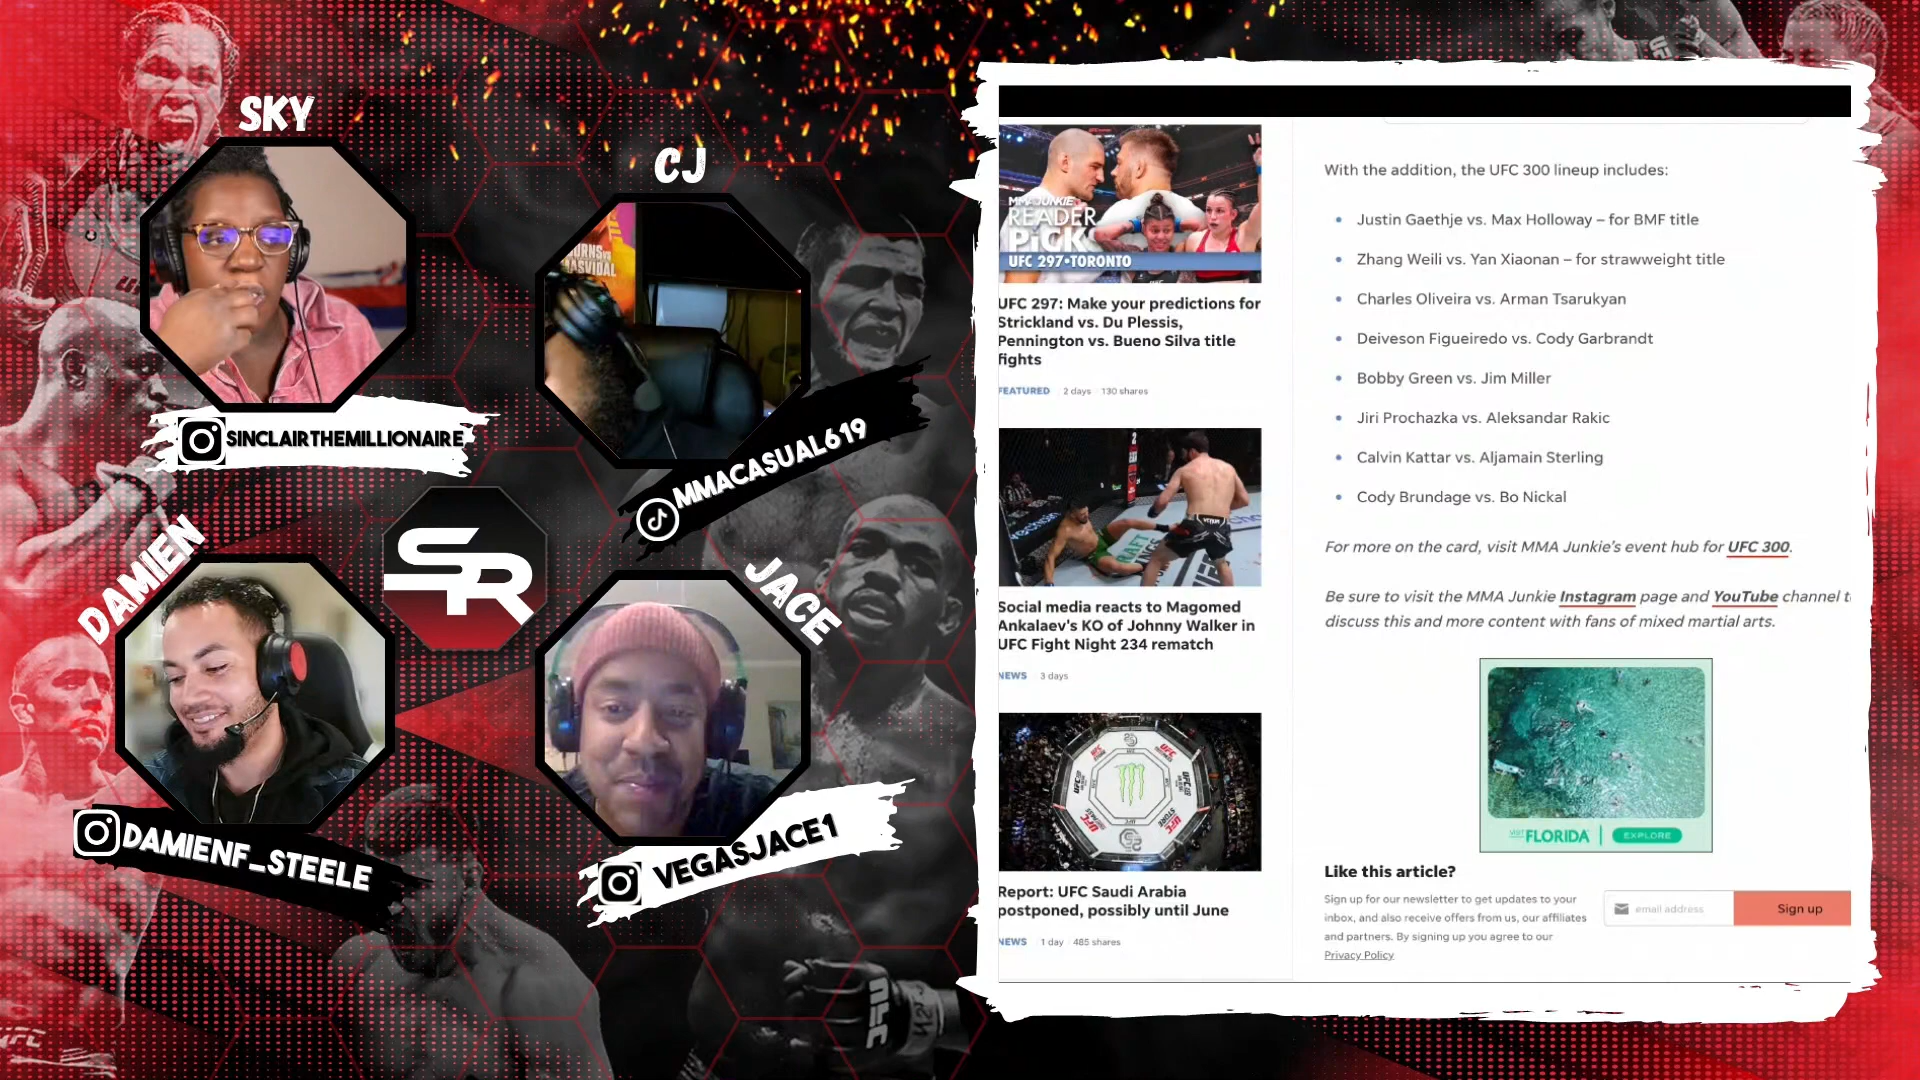 SKY
SINCLAIRTHEMILLIONAIRE
CJ
MMACASUAL619
DAMIEN
DAMIENF_STEELE
JACE
VEGASJACE1
SR
MMA JUNKIE
READER
PiCK
UFC 297•TORONTO
UFC 297: Make your predictions for
Strickland vs. Du Plessis,
Pennington vs. Bueno Silva title
fights
FEATURED 2 days 130 shares
Social media reacts to Magomed
Ankalaev's KO of Johnny Walker in
UFC Fight Night 234 rematch
NEWS 3 days
Report: UFC Saudi Arabia
postponed, possibly until June
NEWS 1 day 485 shares
With the addition, the UFC 300 lineup includes:
• Justin Gaethje vs. Max Holloway – for BMF title
• Zhang Weili vs. Yan Xiaonan – for strawweight title
• Charles Oliveira vs. Arman Tsarukyan
• Deiveson Figueiredo vs. Cody Garbrandt
• Bobby Green vs. Jim Miller
• Jiri Prochazka vs. Aleksandar Rakic
• Calvin Kattar vs. Aljamain Sterling
• Cody Brundage vs. Bo Nickal
For more on the card, visit MMA Junkie's event hub for UFC 300.
Be sure to visit the MMA Junkie Instagram page and YouTube channel t
discuss this and more content with fans of mixed martial arts.
VISIT FLORIDA | EXPLORE
Like this article?
Sign up for our newsletter to get updates to your
inbox, and also receive offers from us, our affiliates
and partners. By signing up you agree to our
Privacy Policy
email address
Sign up